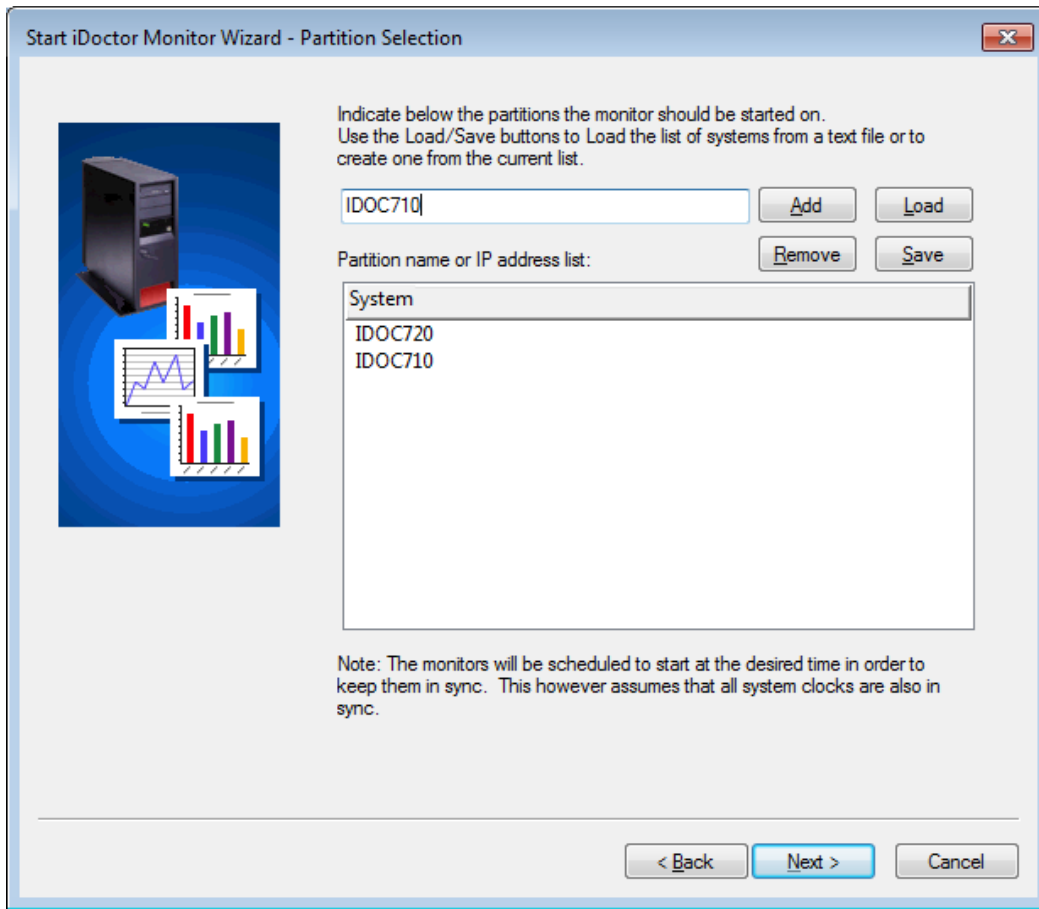 Start iDoctor Monitor Wizard - Partition Selection
Indicate below the partitions the monitor should be started on.
Use the Load/Save buttons to Load the list of systems from a text file or to
create one from the current list.
IDOC710
Add
Load
Partition name or IP address list:
Remove
Save
System
IDOC720
IDOC710
Note: The monitors will be scheduled to start at the desired time in order to
keep them in sync. This however assumes that all system clocks are also in
sync.
< Back
Next >
Cancel